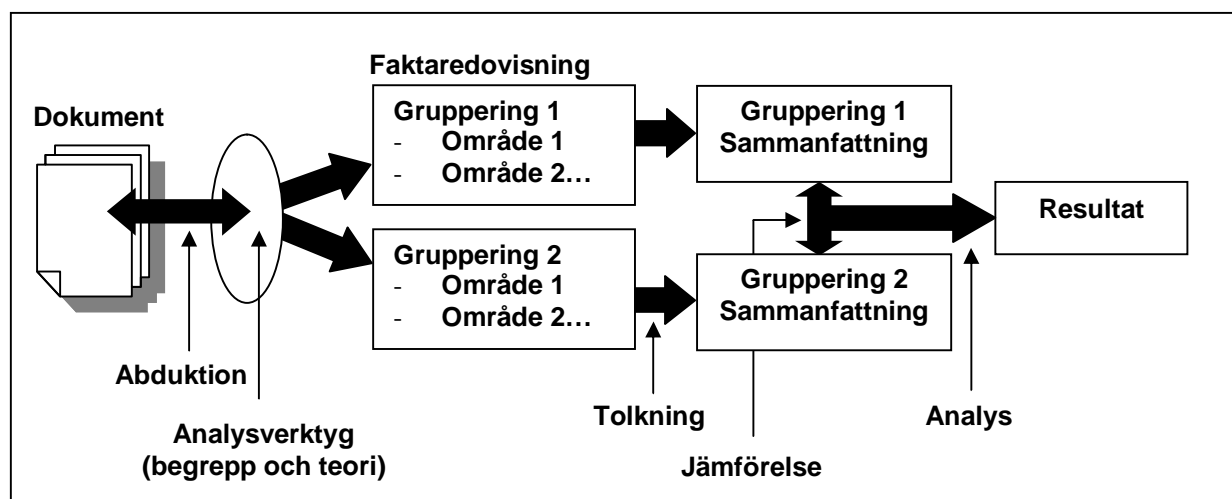 Faktaredovisning
Dokument
Gruppering 1
- Område 1
- Område 2…
Gruppering 1
Sammanfattning
Resultat
Gruppering 2
- Område 1
- Område 2…
Gruppering 2
Sammanfattning
Abduktion
Analysverktyg
(begrepp och teori)
Tolkning
Jämförelse
Analys